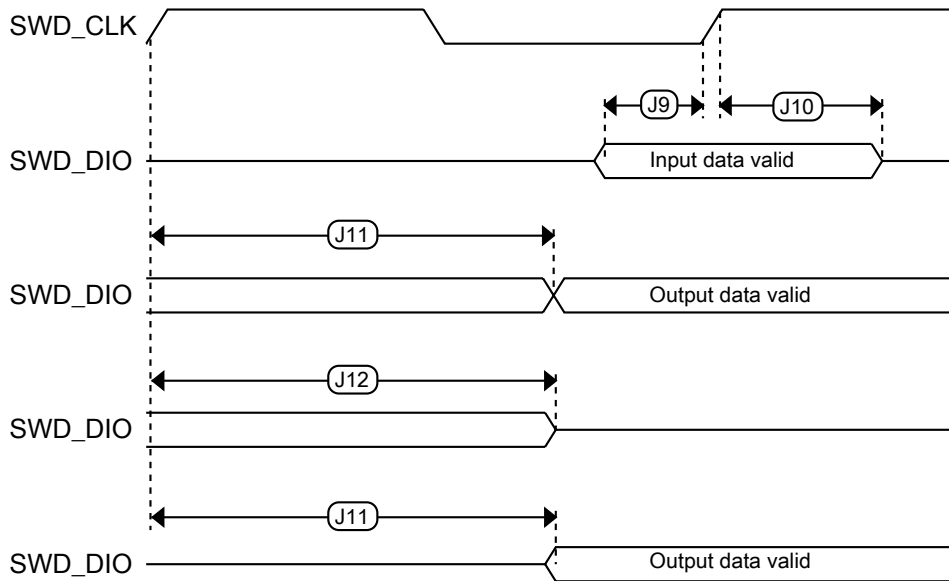 SWD_CLK
J9
J10
SWD_DIO
Input data valid
J11
SWD_DIO
Output data valid
J12
SWD_DIO
J11
SWD_DIO
Output data valid